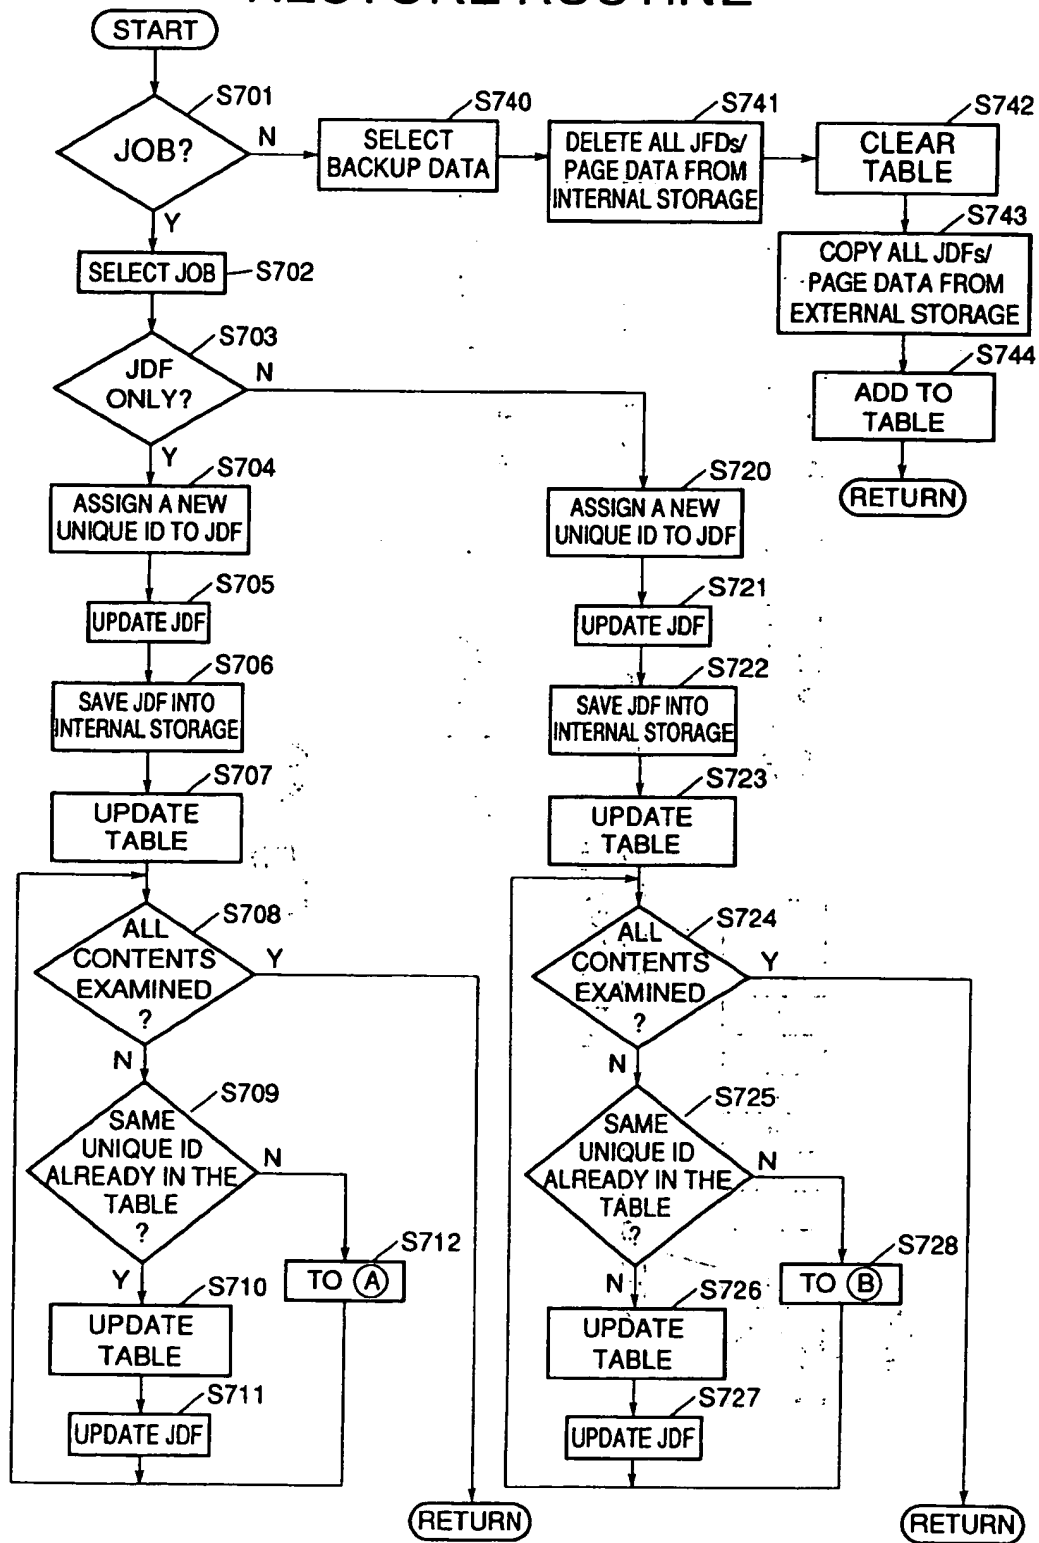 RESTORE ROUTINE
START
S701
JOB?
N
Y
S740
SELECT
BACKUP DATA
S741
DELETE ALL JFDs/
PAGE DATA FROM
INTERNAL STORAGE
S742
CLEAR
TABLE
S743
COPY ALL JDFs/
PAGE DATA FROM
EXTERNAL STORAGE
S744
ADD TO
TABLE
RETURN
SELECT JOB
S702
S703
JDF
ONLY?
N
Y
S704
ASSIGN A NEW
UNIQUE ID TO JDF
S705
UPDATE JDF
S706
SAVE JDF INTO
INTERNAL STORAGE
S707
UPDATE
TABLE
S708
ALL
CONTENTS
EXAMINED
?
Y
N
S709
SAME
UNIQUE ID
ALREADY IN THE
TABLE
?
N
Y
S712
TO A
S710
UPDATE
TABLE
S711
UPDATE JDF
RETURN
S720
ASSIGN A NEW
UNIQUE ID TO JDF
S721
UPDATE JDF
S722
SAVE JDF INTO
INTERNAL STORAGE
S723
UPDATE
TABLE
S724
ALL
CONTENTS
EXAMINED
?
Y
N
S725
SAME
UNIQUE ID
ALREADY IN THE
TABLE
?
N
N
S728
TO B
S726
UPDATE
TABLE
S727
UPDATE JDF
RETURN